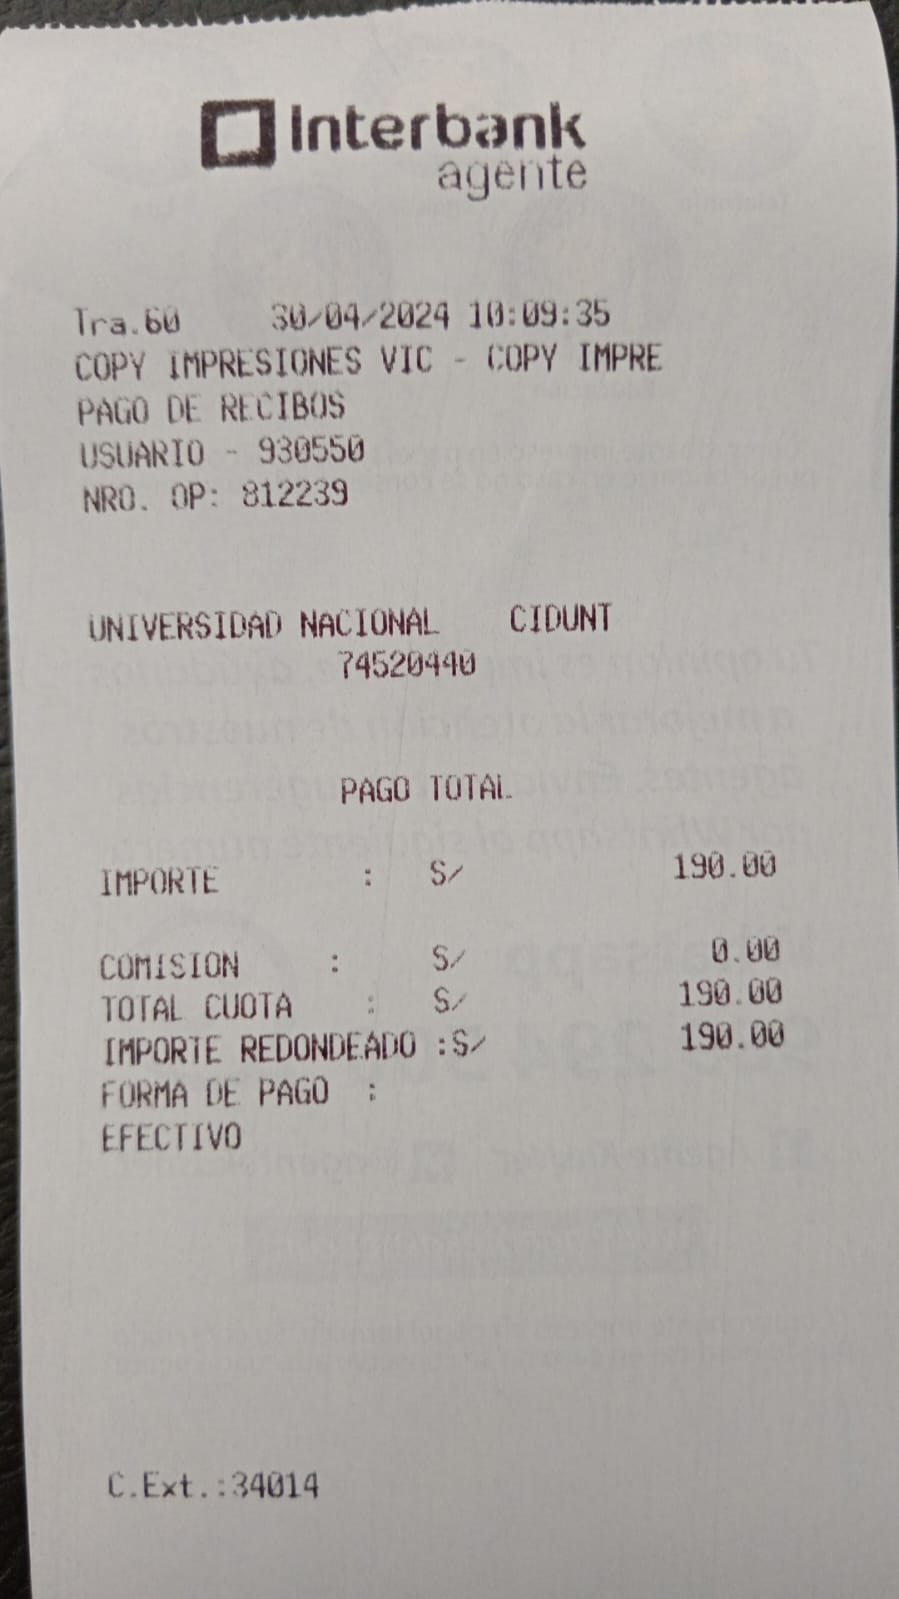 Interbank
agente
Tra.60 30/04/2024 10:09:35
COPY IMPRESIONES VIC - COPY IMPRE
PAGO DE RECIBOS
USUARIO - 930550
NRO. OP: 812239
UNIVERSIDAD NACIONAL CIDUNT
74520440
PAGO TOTAL
IMPORTE : S/ 190.00
COMISION : S/ 0.00
TOTAL CUOTA : S/ 190.00
IMPORTE REDONDEADO :S/ 190.00
FORMA DE PAGO :
EFECTIVO
C.Ext.:34014